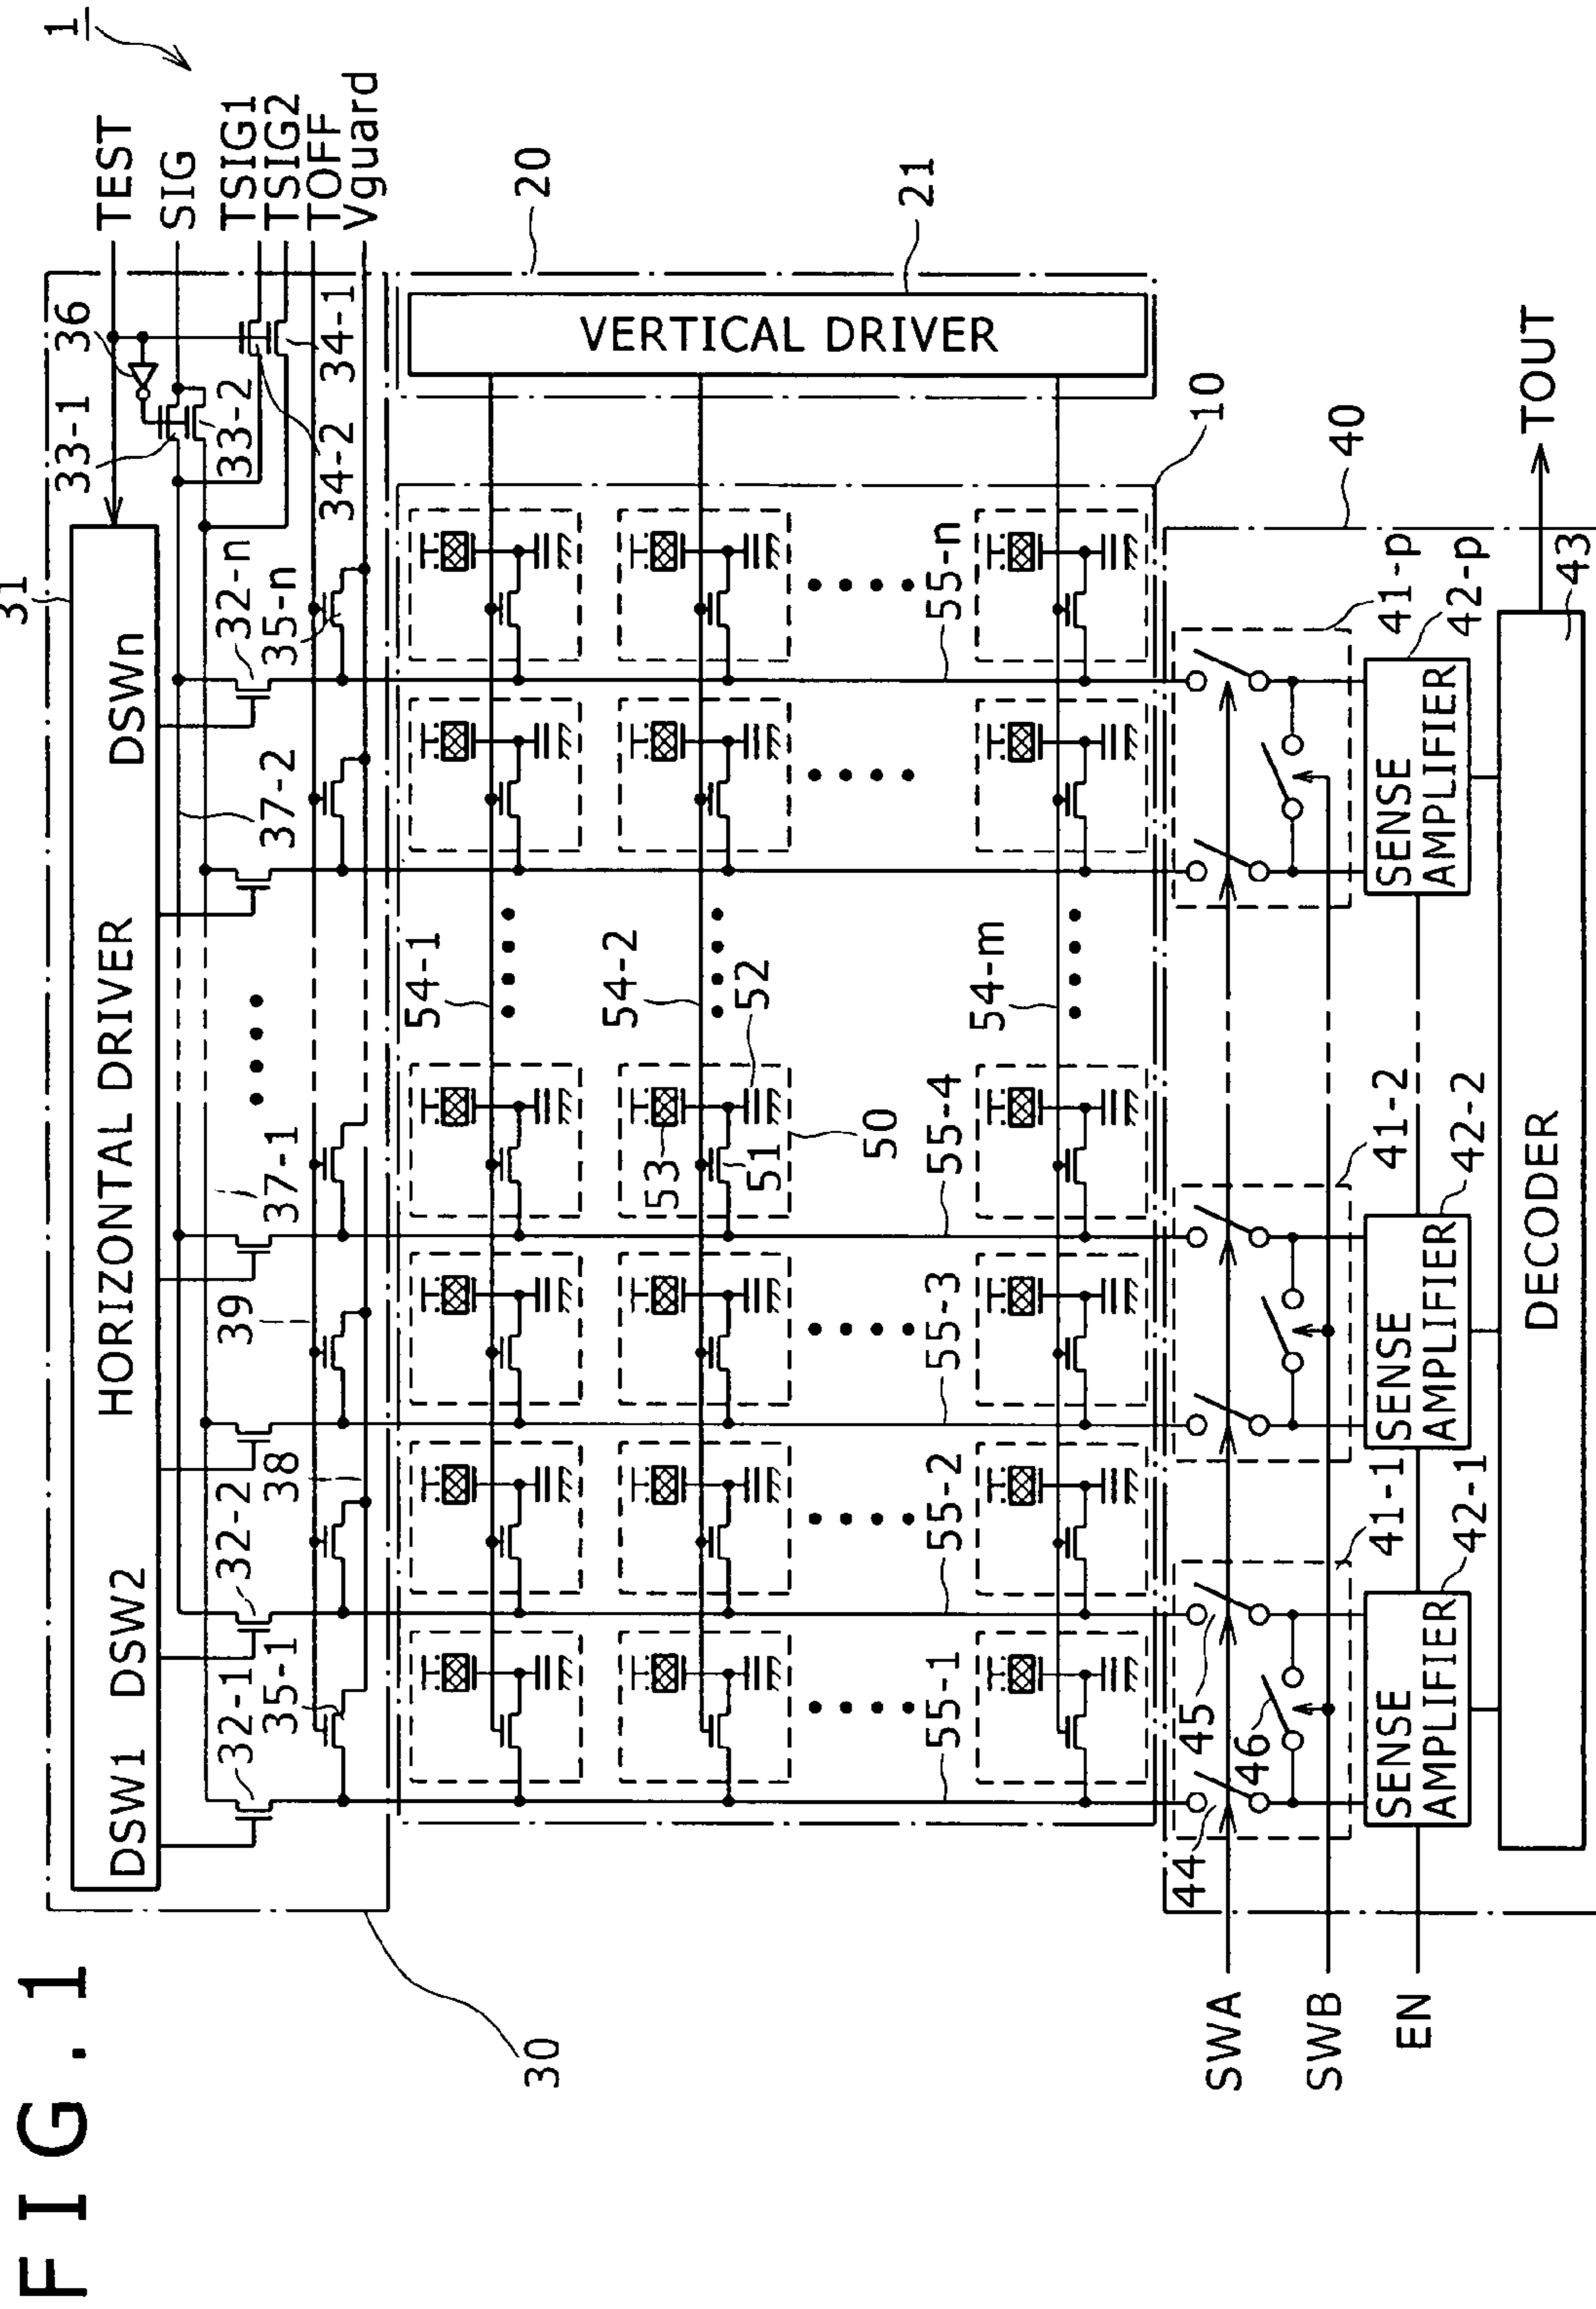 FIG. 1
1
31
HORIZONTAL DRIVER
DSW1
DSW2
DSWn
TEST
SIG
TSIG1
TSIG2
TOFF
Vguard
36
33-1
33-2
34-1
34-2
32-1
32-2
32-n
35-1
35-n
37-1
37-2
38
39
30
20
21
VERTICAL DRIVER
10
54-1
54-2
54-m
53
52
51
50
55-1
55-2
55-3
55-4
55-n
40
SWA
SWB
EN
44
45
46
41-1
41-2
41-p
SENSE
AMPLIFIER
SENSE
AMPLIFIER
SENSE
AMPLIFIER
42-1
42-2
42-p
DECODER
43
TOUT